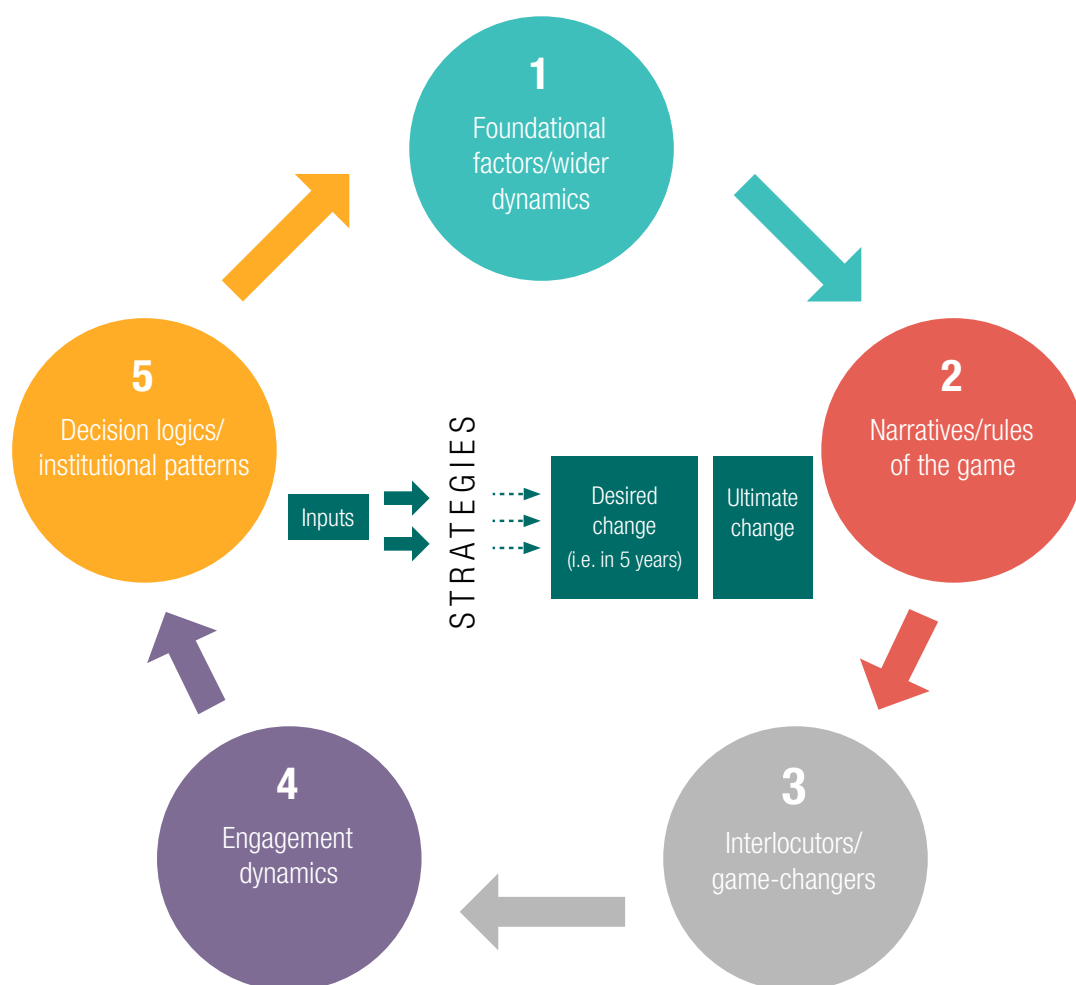 1
Foundational
factors/wider
dynamics
2
Narratives/rules
of the game
3
Interlocutors/
game-changers
4
Engagement
dynamics
5
Decision logics/
institutional patterns
Inputs
STRATEGIES
Desired
change
(i.e. in 5 years)
Ultimate
change